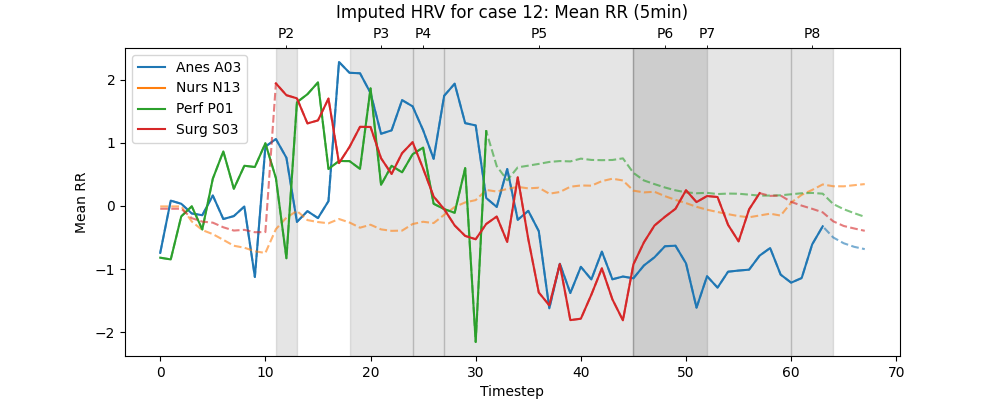 Imputed HRV for case 12: Mean RR (5min)
P2 P3 P4 P5 P6 P7 P8
Anes A03
Nurs N13
Perf P01
Surg S03
Mean RR
2
1
0
−1
−2
0 10 20 30 40 50 60 70
Timestep